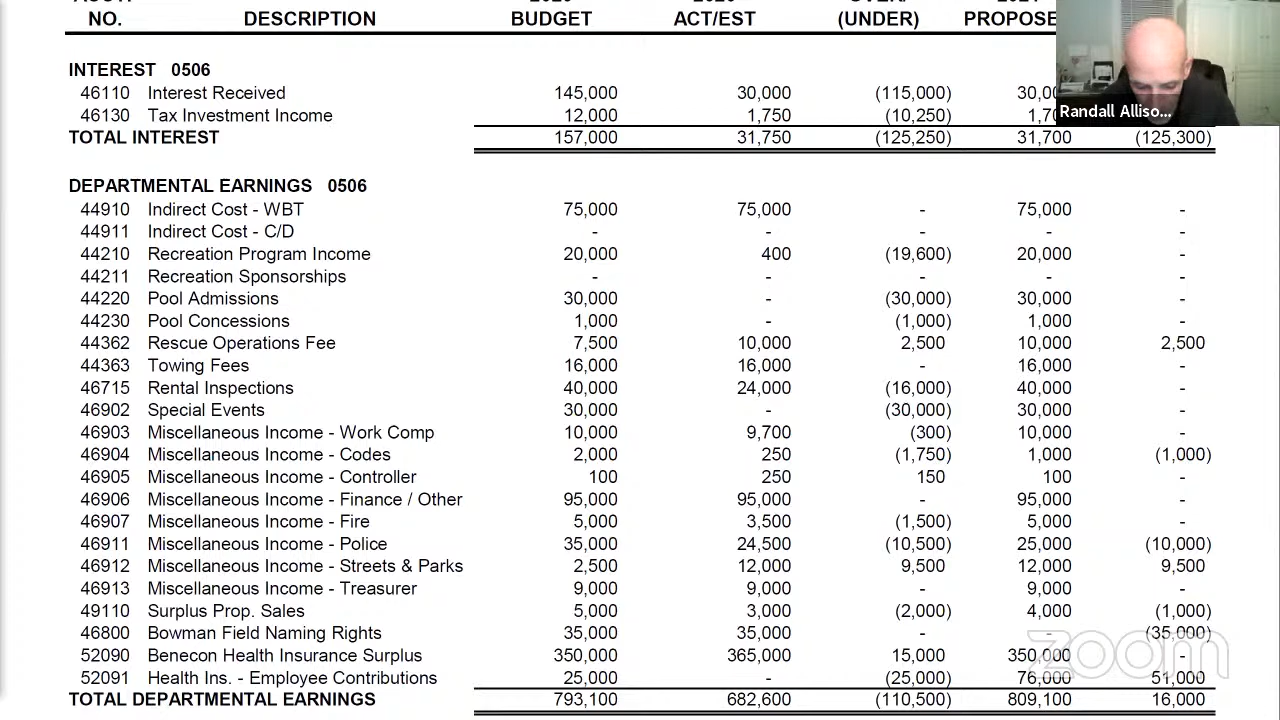 NO. DESCRIPTION BUDGET ACT/EST (UNDER) PROPOSE
INTEREST 0506
46110 Interest Received 145,000 30,000 (115,000)
46130 Tax Investment Income 12,000 1,750 (10,250)
Randall Alliso...
TOTAL INTEREST 157,000 31,750 (125,250) 31,700 (125,300)
DEPARTMENTAL EARNINGS 0506
44910 Indirect Cost - WBT 75,000 75,000 - 75,000 -
44911 Indirect Cost - C/D - - - - -
44210 Recreation Program Income 20,000 400 (19,600) 20,000 -
44211 Recreation Sponsorships - - - - -
44220 Pool Admissions 30,000 - (30,000) 30,000 -
44230 Pool Concessions 1,000 - (1,000) 1,000 -
44362 Rescue Operations Fee 7,500 10,000 2,500 10,000 2,500
44363 Towing Fees 16,000 16,000 - 16,000 -
46715 Rental Inspections 40,000 24,000 (16,000) 40,000 -
46902 Special Events 30,000 - (30,000) 30,000 -
46903 Miscellaneous Income - Work Comp 10,000 9,700 (300) 10,000 -
46904 Miscellaneous Income - Codes 2,000 250 (1,750) 1,000 (1,000)
46905 Miscellaneous Income - Controller 100 250 150 100 -
46906 Miscellaneous Income - Finance / Other 95,000 95,000 - 95,000 -
46907 Miscellaneous Income - Fire 5,000 3,500 (1,500) 5,000 -
46911 Miscellaneous Income - Police 35,000 24,500 (10,500) 25,000 (10,000)
46912 Miscellaneous Income - Streets & Parks 2,500 12,000 9,500 12,000 9,500
46913 Miscellaneous Income - Treasurer 9,000 9,000 - 9,000 -
49110 Surplus Prop. Sales 5,000 3,000 (2,000) 4,000 (1,000)
46800 Bowman Field Naming Rights 35,000 35,000 - - (35,000)
52090 Benecon Health Insurance Surplus 350,000 365,000 15,000 350,000 -
52091 Health Ins. - Employee Contributions 25,000 - (25,000) 76,000 51,000
TOTAL DEPARTMENTAL EARNINGS 793,100 682,600 (110,500) 809,100 16,000
zoom